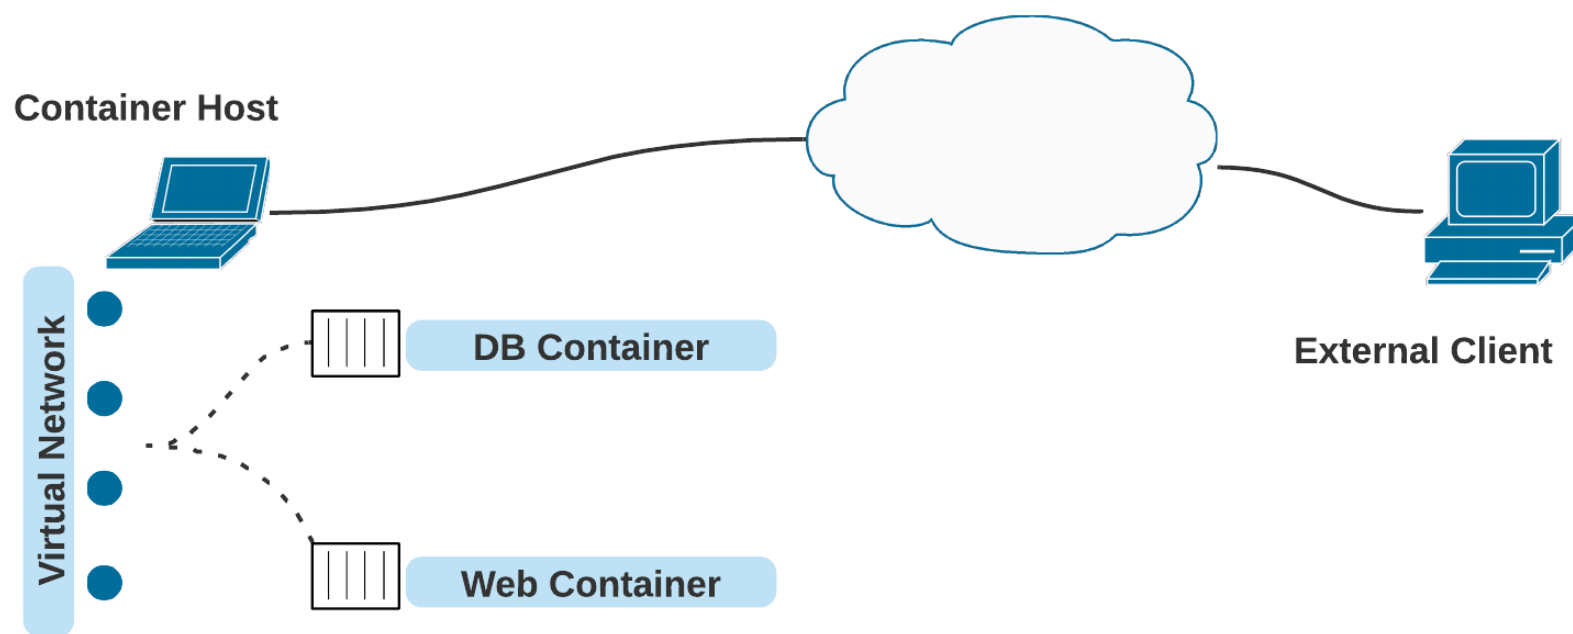 Container Host
Virtual Network
DB Container
External Client
Web Container